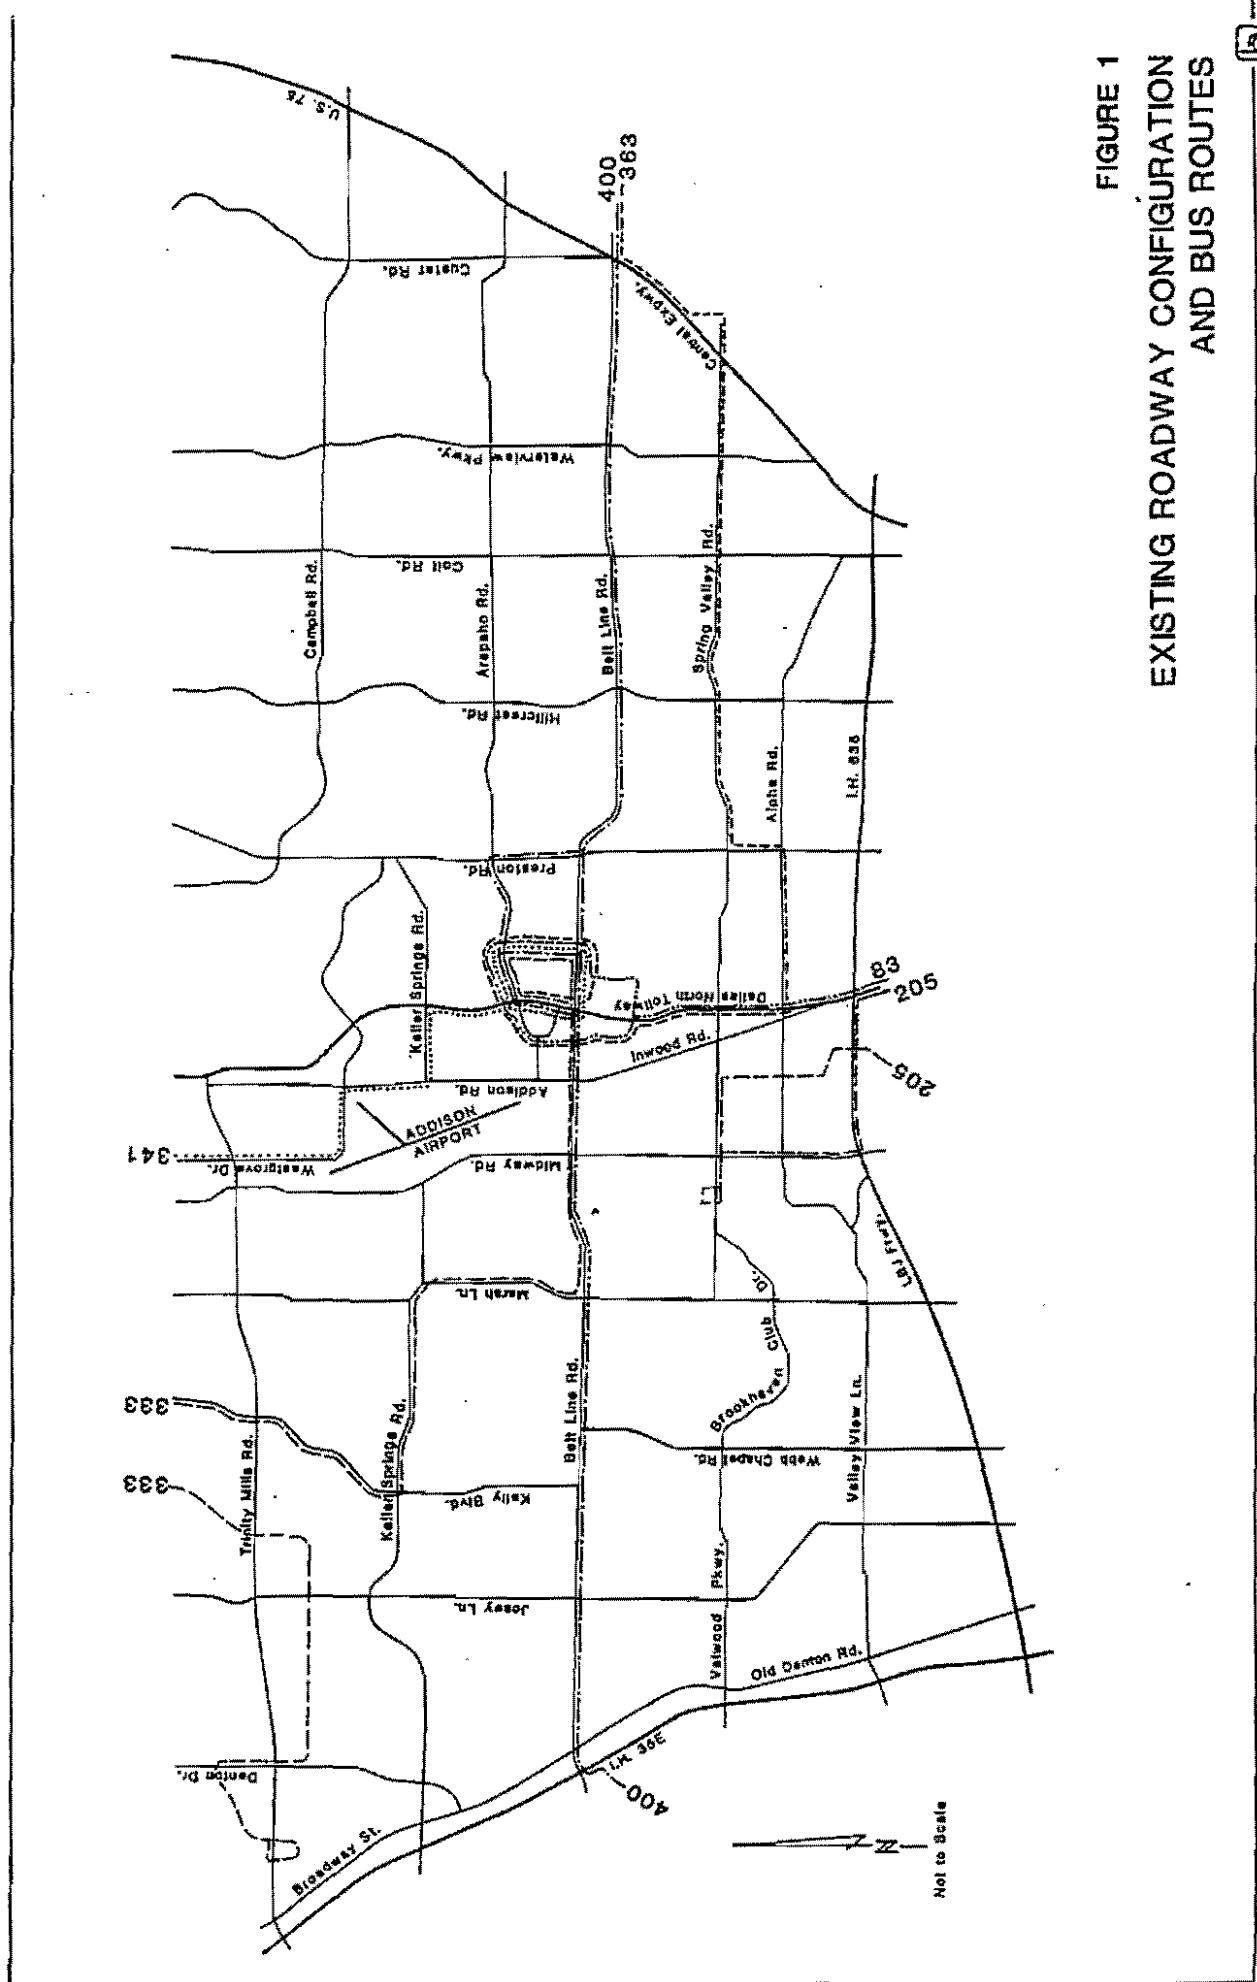 FIGURE 1
EXISTING ROADWAY CONFIGURATION
AND BUS ROUTES
U.S. 75
400
363
Custer Rd.
Central Expwy.
Waterview Pkwy.
Campbell Rd.
Coit Rd.
Arapaho Rd.
Belt Line Rd.
Spring Valley Rd.
Hillcrest Rd.
Alpha Rd.
I.H. 635
Preston Rd.
Keller Springs Rd.
Dallas North Tollway
83
205
Inwood Rd.
Addison Rd.
205
ADDISON
AIRPORT
341
Westgrove Dr.
Midway Rd.
LBJ Frwy.
Marsh Ln.
Brookhaven Club Dr.
333
Keller Springs Rd.
Belt Line Rd.
Valley View Ln.
Webb Chapel Rd.
333
Trinity Mills Rd.
Kelly Blvd.
Josey Ln.
Valwood Pkwy.
Old Denton Rd.
Denton Dr.
I.H. 35E
400
Broadway St.
N
Not to Scale